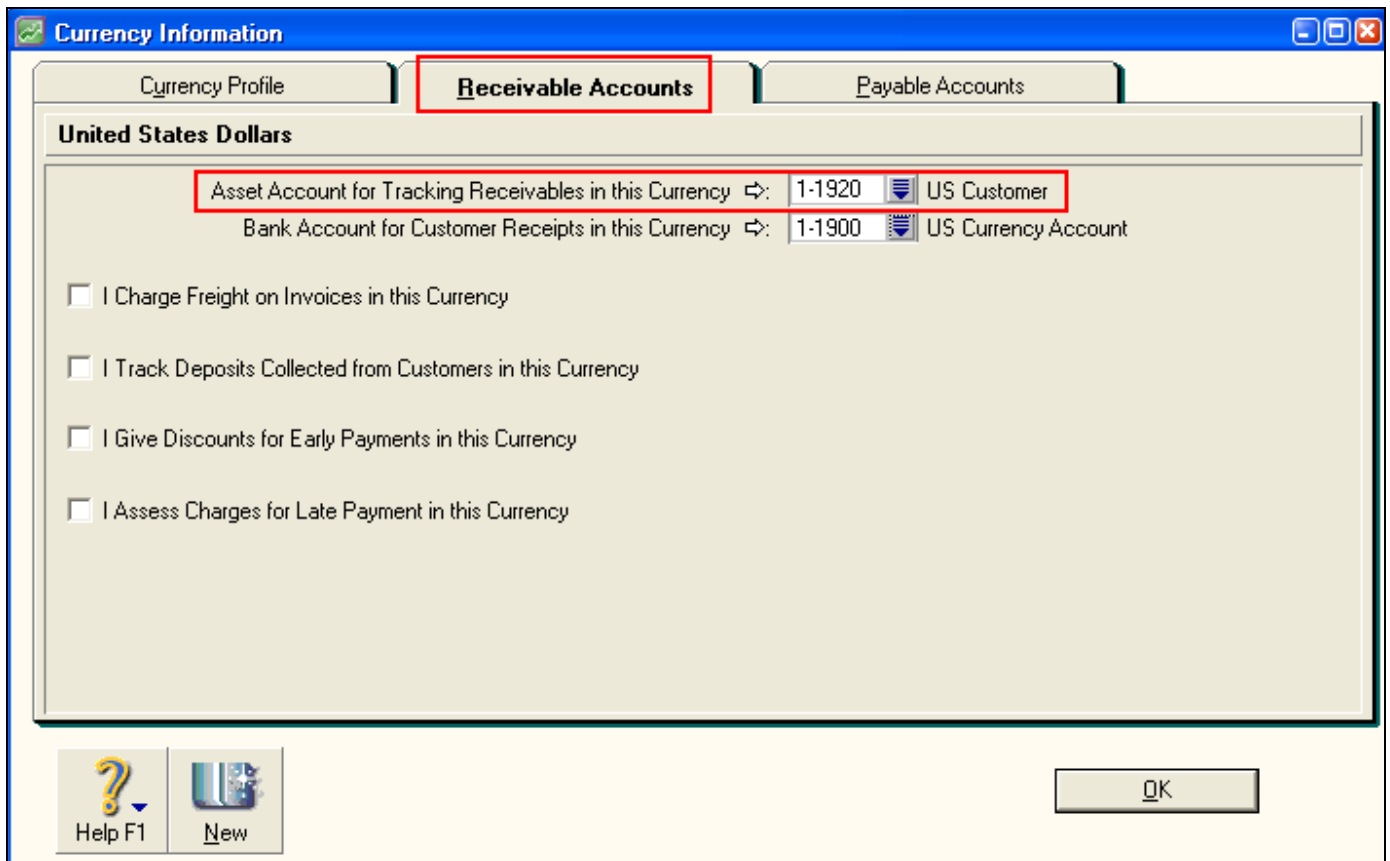 Currency Information
Currency Profile Receivable Accounts Payable Accounts
United States Dollars
Asset Account for Tracking Receivables in this Currency ⇨: 1-1920 US Customer
Bank Account for Customer Receipts in this Currency ⇨: 1-1900 US Currency Account
I Charge Freight on Invoices in this Currency
I Track Deposits Collected from Customers in this Currency
I Give Discounts for Early Payments in this Currency
I Assess Charges for Late Payment in this Currency
Help F1 New OK